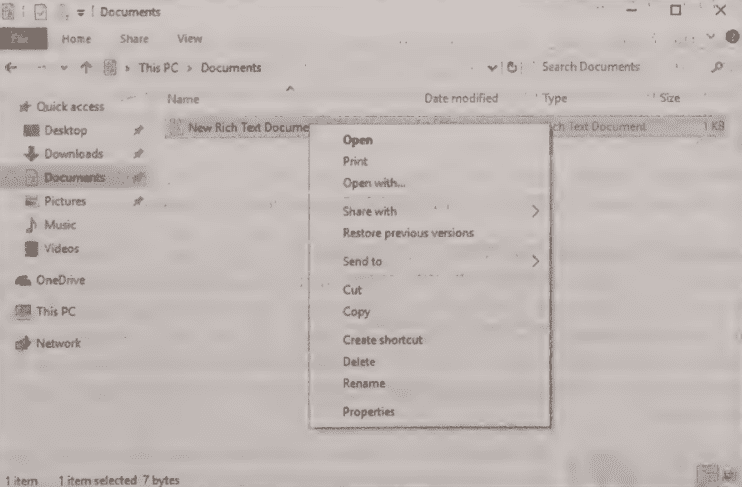 Documents
File Home Share View
This PC > Documents
Search Documents
Name Date modified Type Size
Quick access
New Rich Text Docume ch Text Document 1 KB
Desktop
Downloads
Documents
Pictures
Music
Videos
OneDrive
This PC
Network
Open
Print
Open with...
Share with
Restore previous versions
Send to
Cut
Copy
Create shortcut
Delete
Rename
Properties
1 item 1 item selected 7 bytes